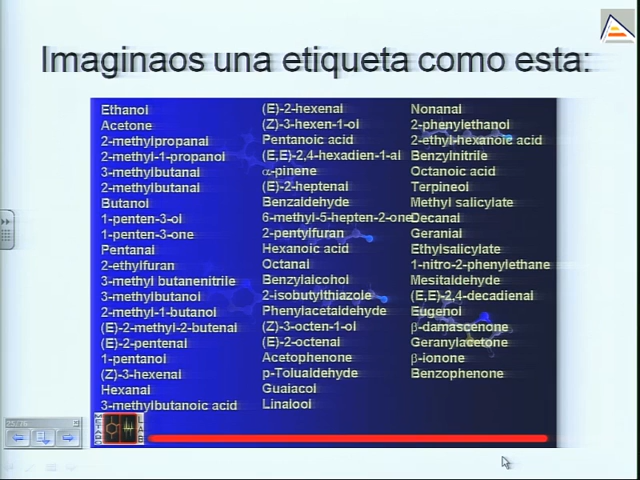 Imaginaos una etiqueta como esta:
Ethanol
Acetone
2-methylpropanal
2-methyl-1-propanol
3-methylbutanal
2-methylbutanal
Butanol
1-penten-3-ol
1-penten-3-one
Pentanal
2-ethylfuran
3-methyl butanenitrile
3-methylbutanol
2-methyl-1-butanol
(E)-2-methyl-2-butenal
(E)-2-pentenal
1-pentanol
(Z)-3-hexenal
Hexanal
3-methylbutanoic acid
(E)-2-hexenal
(Z)-3-hexen-1-ol
Pentanoic acid
(E,E)-2,4-hexadien-1-al
α-pinene
(E)-2-heptenal
Benzaldehyde
6-methyl-5-hepten-2-one
2-pentylfuran
Hexanoic acid
Octanal
Benzylalcohol
2-isobutylthiazole
Phenylacetaldehyde
(Z)-3-octen-1-ol
(E)-2-octenal
Acetophenone
p-Tolualdehyde
Guaiacol
Linalool
Nonanal
2-phenylethanol
2-ethyl-hexanoic acid
Benzylnitrile
Octanoic acid
Terpineol
Methyl salicylate
Decanal
Geranial
Ethylsalicylate
1-nitro-2-phenylethane
Mesitaldehyde
(E,E)-2,4-decadienal
Eugenol
β-damascenone
Geranylacetone
β-ionone
Benzophenone
LAB